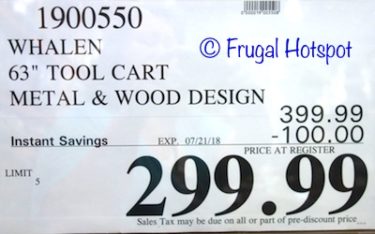 1900550
© Frugal Hotspot
WHALEN
63" TOOL CART
METAL & WOOD DESIGN
399.99
Instant Savings EXP. 07/21/18 -100.00
PRICE AT REGISTER
LIMIT
5
299.99
Sales Tax may be due on all or part of pre-discount price